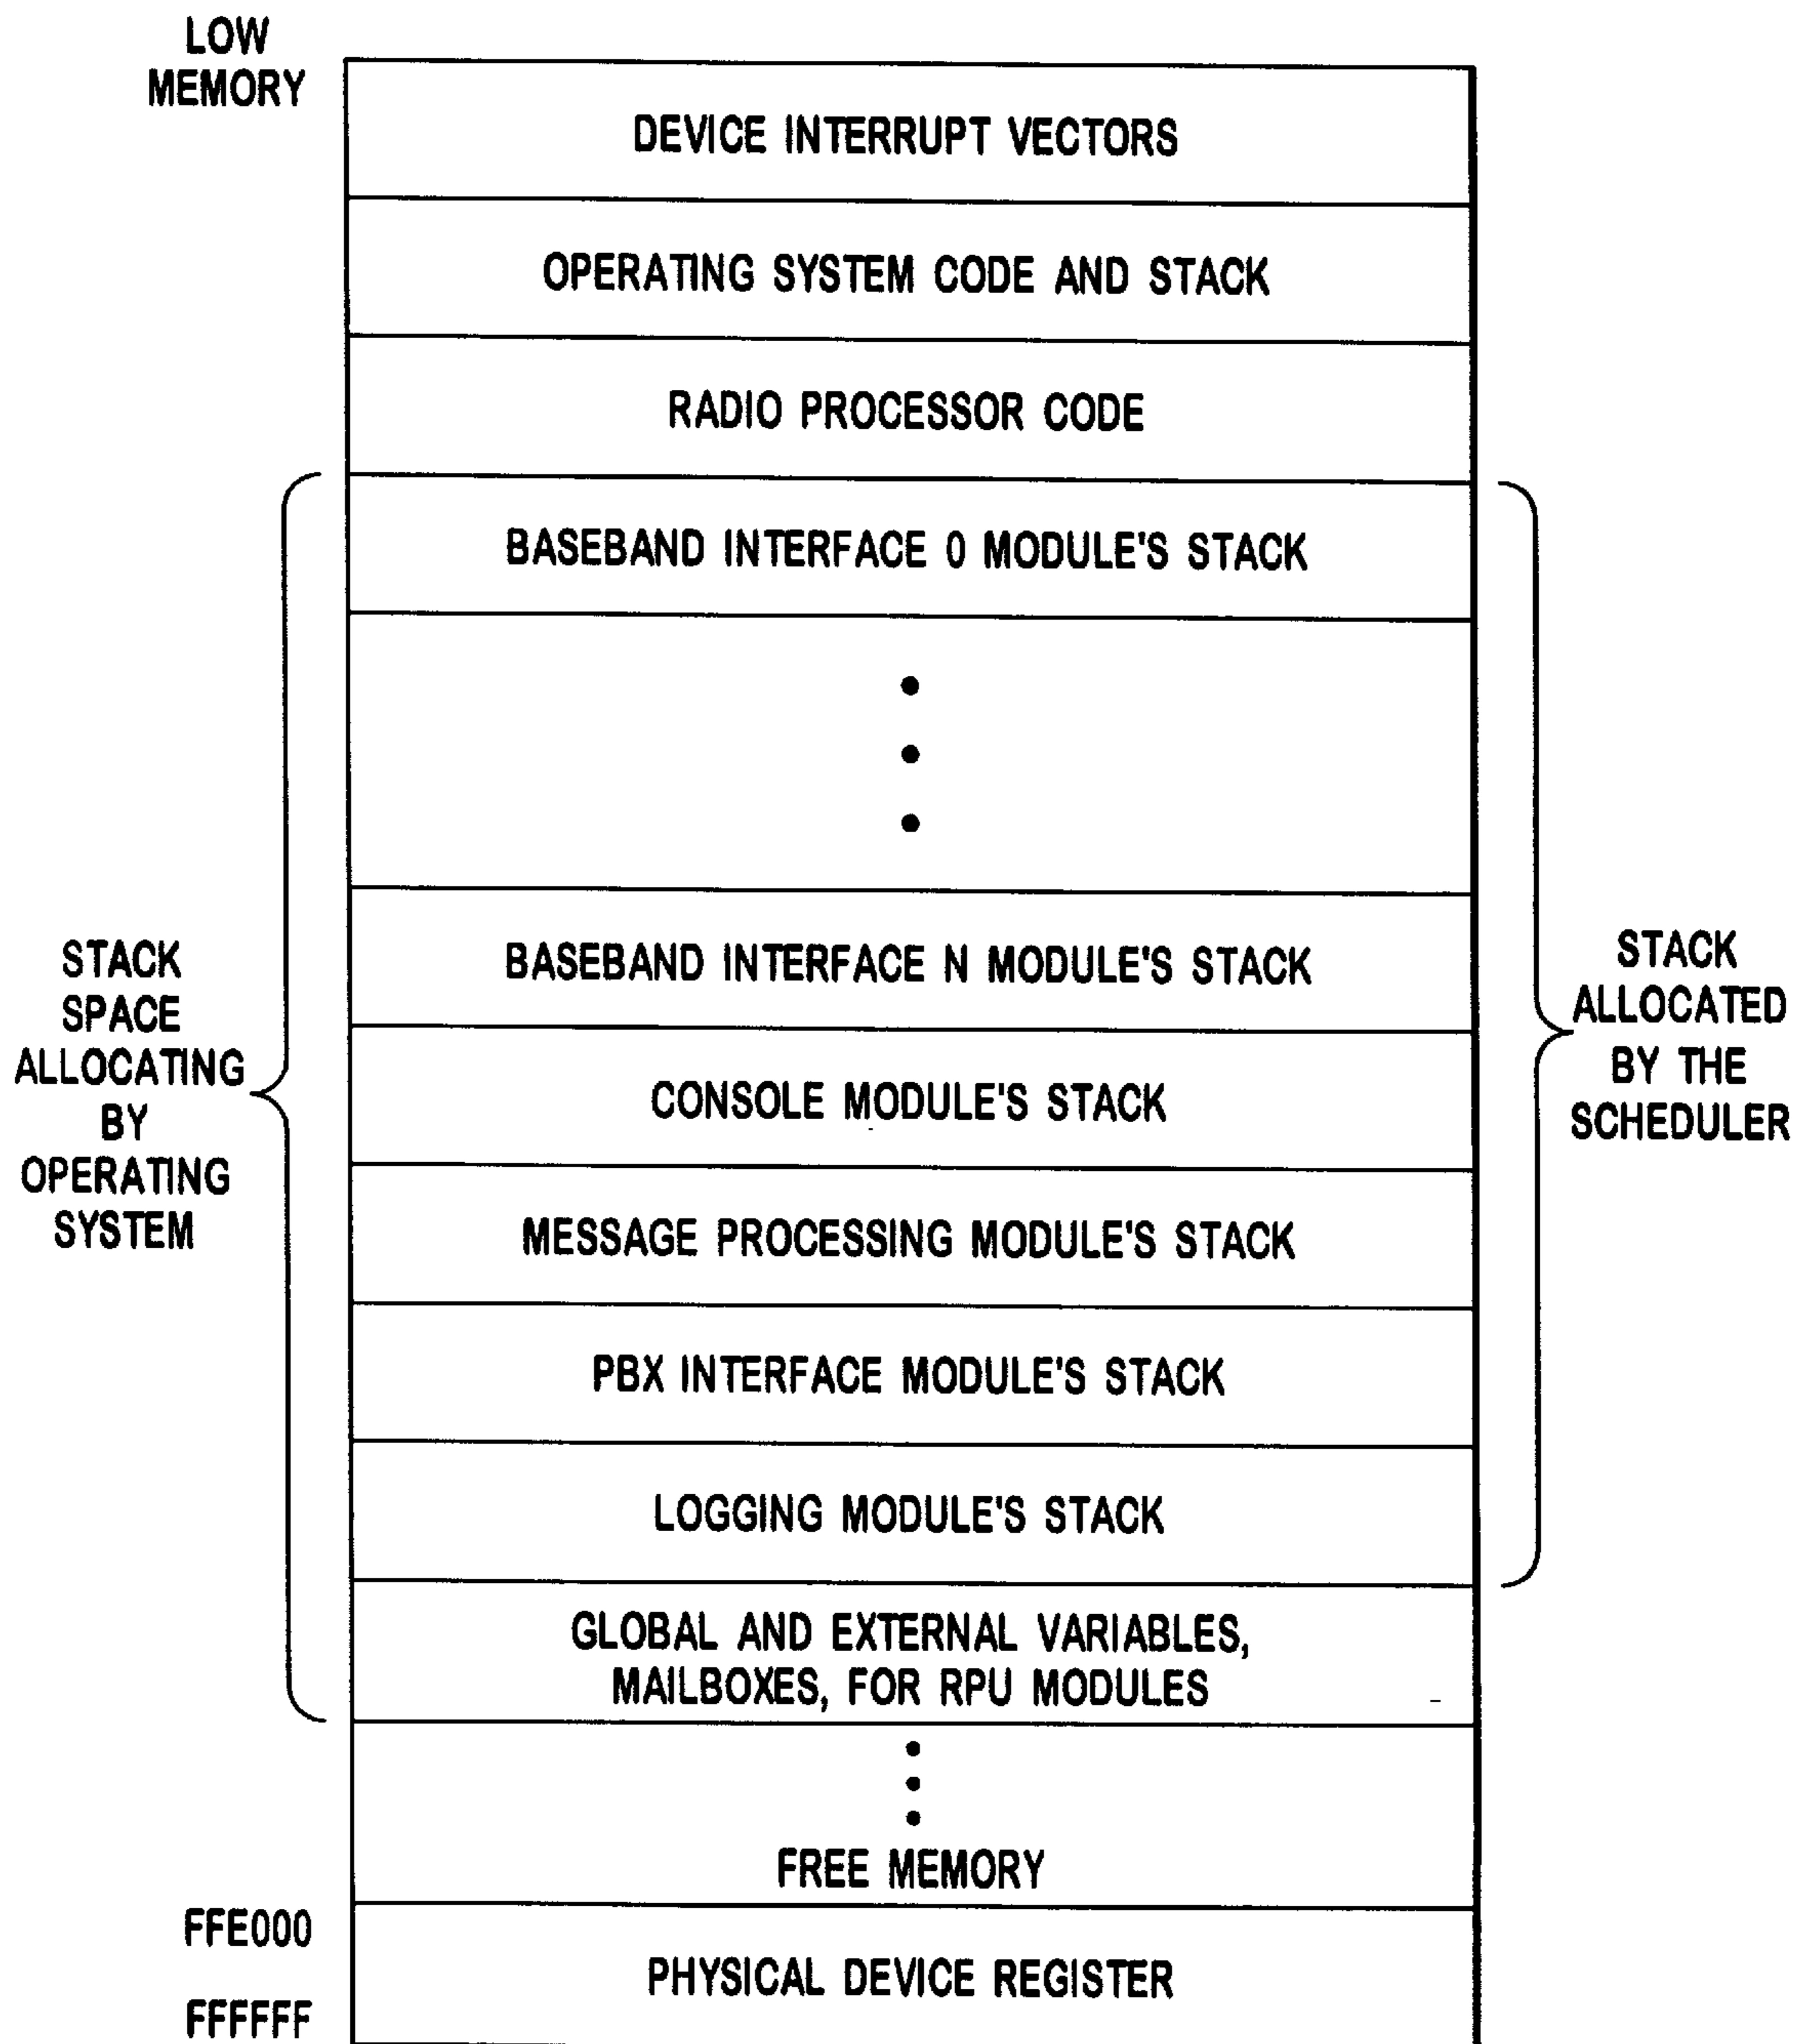 LOW
MEMORY
DEVICE INTERRUPT VECTORS
OPERATING SYSTEM CODE AND STACK
RADIO PROCESSOR CODE
BASEBAND INTERFACE 0 MODULE'S STACK
BASEBAND INTERFACE N MODULE'S STACK
CONSOLE MODULE'S STACK
MESSAGE PROCESSING MODULE'S STACK
PBX INTERFACE MODULE'S STACK
LOGGING MODULE'S STACK
GLOBAL AND EXTERNAL VARIABLES,
MAILBOXES, FOR RPU MODULES
FREE MEMORY
PHYSICAL DEVICE REGISTER
STACK
SPACE
ALLOCATING
BY
OPERATING
SYSTEM
STACK
ALLOCATED
BY THE
SCHEDULER
FFE000
FFFFFF